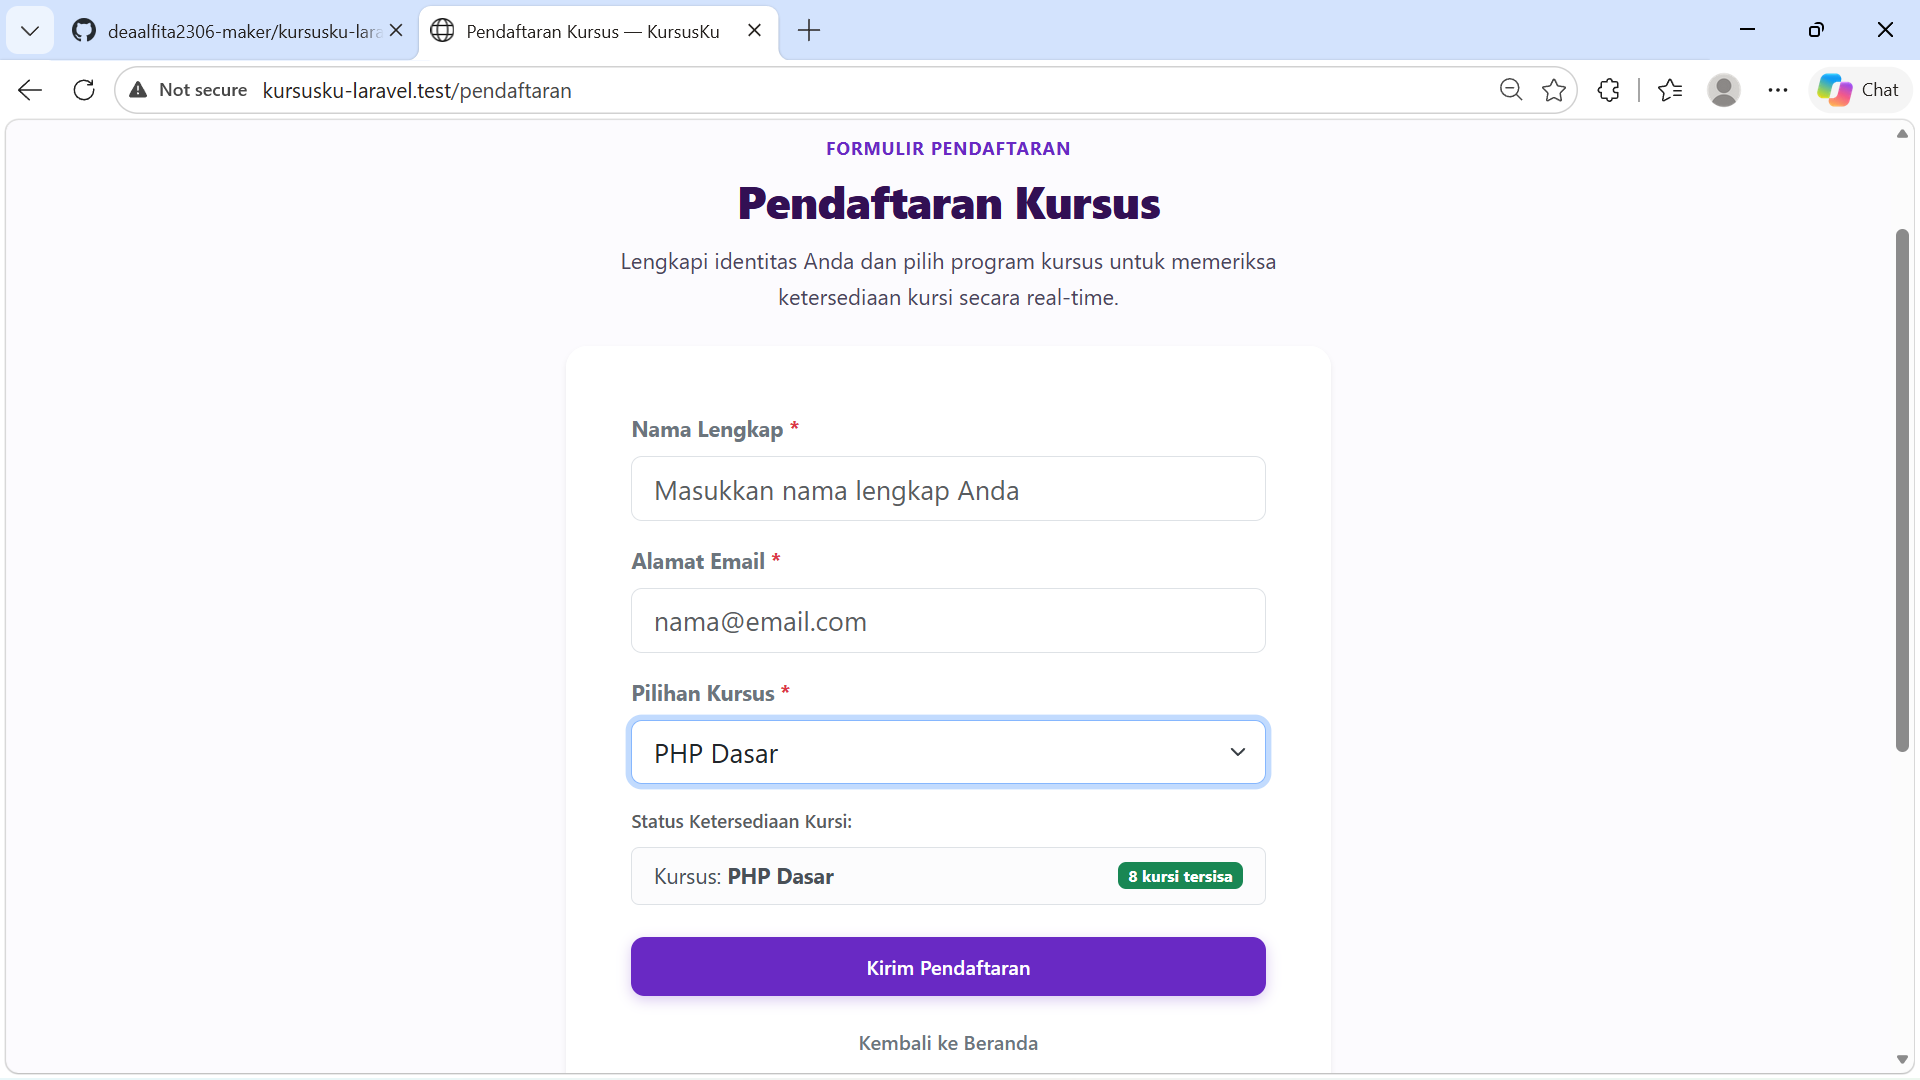 deaalfita2306-maker/kursusku-lara
Pendaftaran Kursus — KursusKu
Not secure
kursusku-laravel.test/pendaftaran
Chat
FORMULIR PENDAFTARAN
Pendaftaran Kursus
Lengkapi identitas Anda dan pilih program kursus untuk memeriksa
ketersediaan kursi secara real-time.
Nama Lengkap *
Masukkan nama lengkap Anda
Alamat Email *
nama@email.com
Pilihan Kursus *
PHP Dasar
Status Ketersediaan Kursi:
Kursus: PHP Dasar
8 kursi tersisa
Kirim Pendaftaran
Kembali ke Beranda